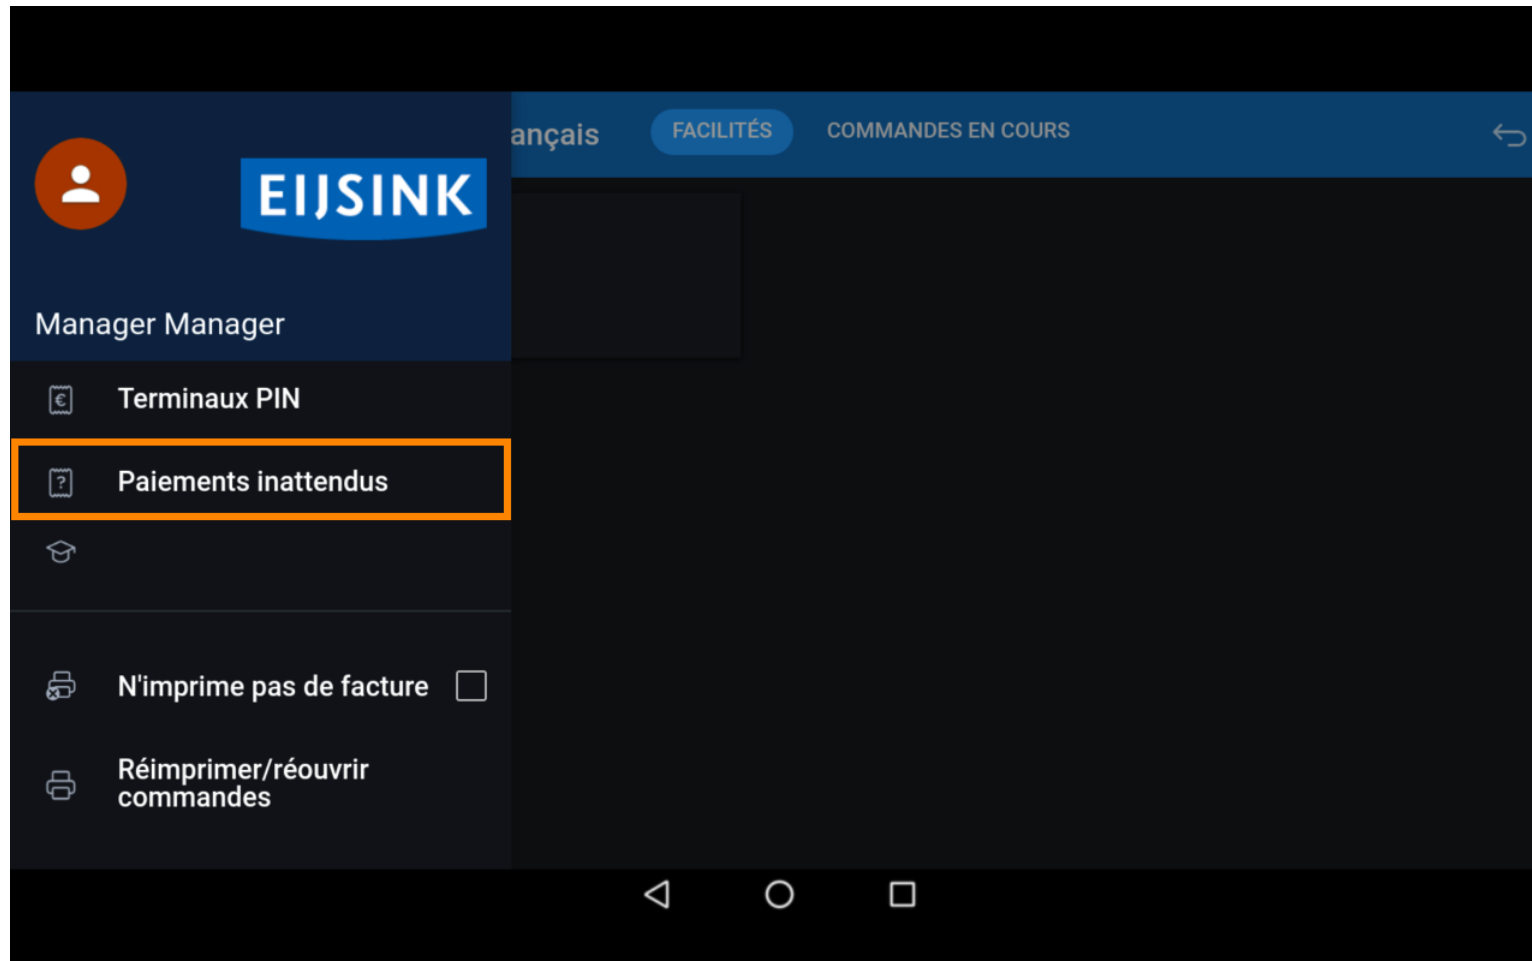 ançais
FACILITÉS
COMMANDES EN COURS
EIJSINK
Manager Manager
€
Terminaux PIN
?
Paiements inattendus
N'imprime pas de facture
Réimprimer/réouvrir
commandes